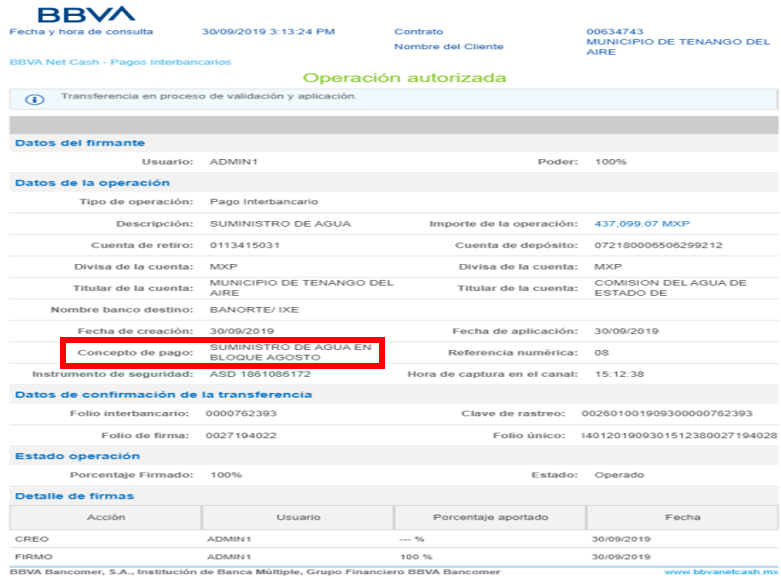 BBVA
Fecha y hora de consulta 30/09/2019 3:13:24 PM Contrato 00634743
Nombre del Cliente MUNICIPIO DE TENANGO DEL AIRE
BBVA Net Cash - Pagos Interbancarios
Operación autorizada
Transferencia en proceso de validación y aplicación.
Datos del firmante
Usuario: ADMIN1 Poder: 100%
Datos de la operación
Tipo de operación: Pago Interbancario
Descripción: SUMINISTRO DE AGUA Importe de la operación: 437,099.07 MXP
Cuenta de retiro: 0113415031 Cuenta de depósito: 072180006506299212
Divisa de la cuenta: MXP Divisa de la cuenta: MXP
Titular de la cuenta: MUNICIPIO DE TENANGO DEL AIRE Titular de la cuenta: COMISION DEL AGUA DE ESTADO DE
Nombre banco destino: BANORTE/ IXE
Fecha de creación: 30/09/2019 Fecha de aplicación: 30/09/2019
Concepto de pago: SUMINISTRO DE AGUA EN BLOQUE AGOSTO Referencia numérica: 08
Instrumento de seguridad: ASD 1861086172 Hora de captura en el canal: 15:12:38
Datos de confirmación de la transferencia
Folio interbancario: 0000762393 Clave de rastreo: 002601001909300000762393
Folio de firma: 0027194022 Folio único: I401201909301512380027194028
Estado operación
Porcentaje Firmado: 100% Estado: Operado
Detalle de firmas
Acción Usuario Porcentaje aportado Fecha
CREO ADMIN1 --- % 30/09/2019
FIRMO ADMIN1 100 % 30/09/2019
BBVA Bancomer, S.A., Institución de Banca Múltiple, Grupo Financiero BBVA Bancomer www.bbvanetcash.mx